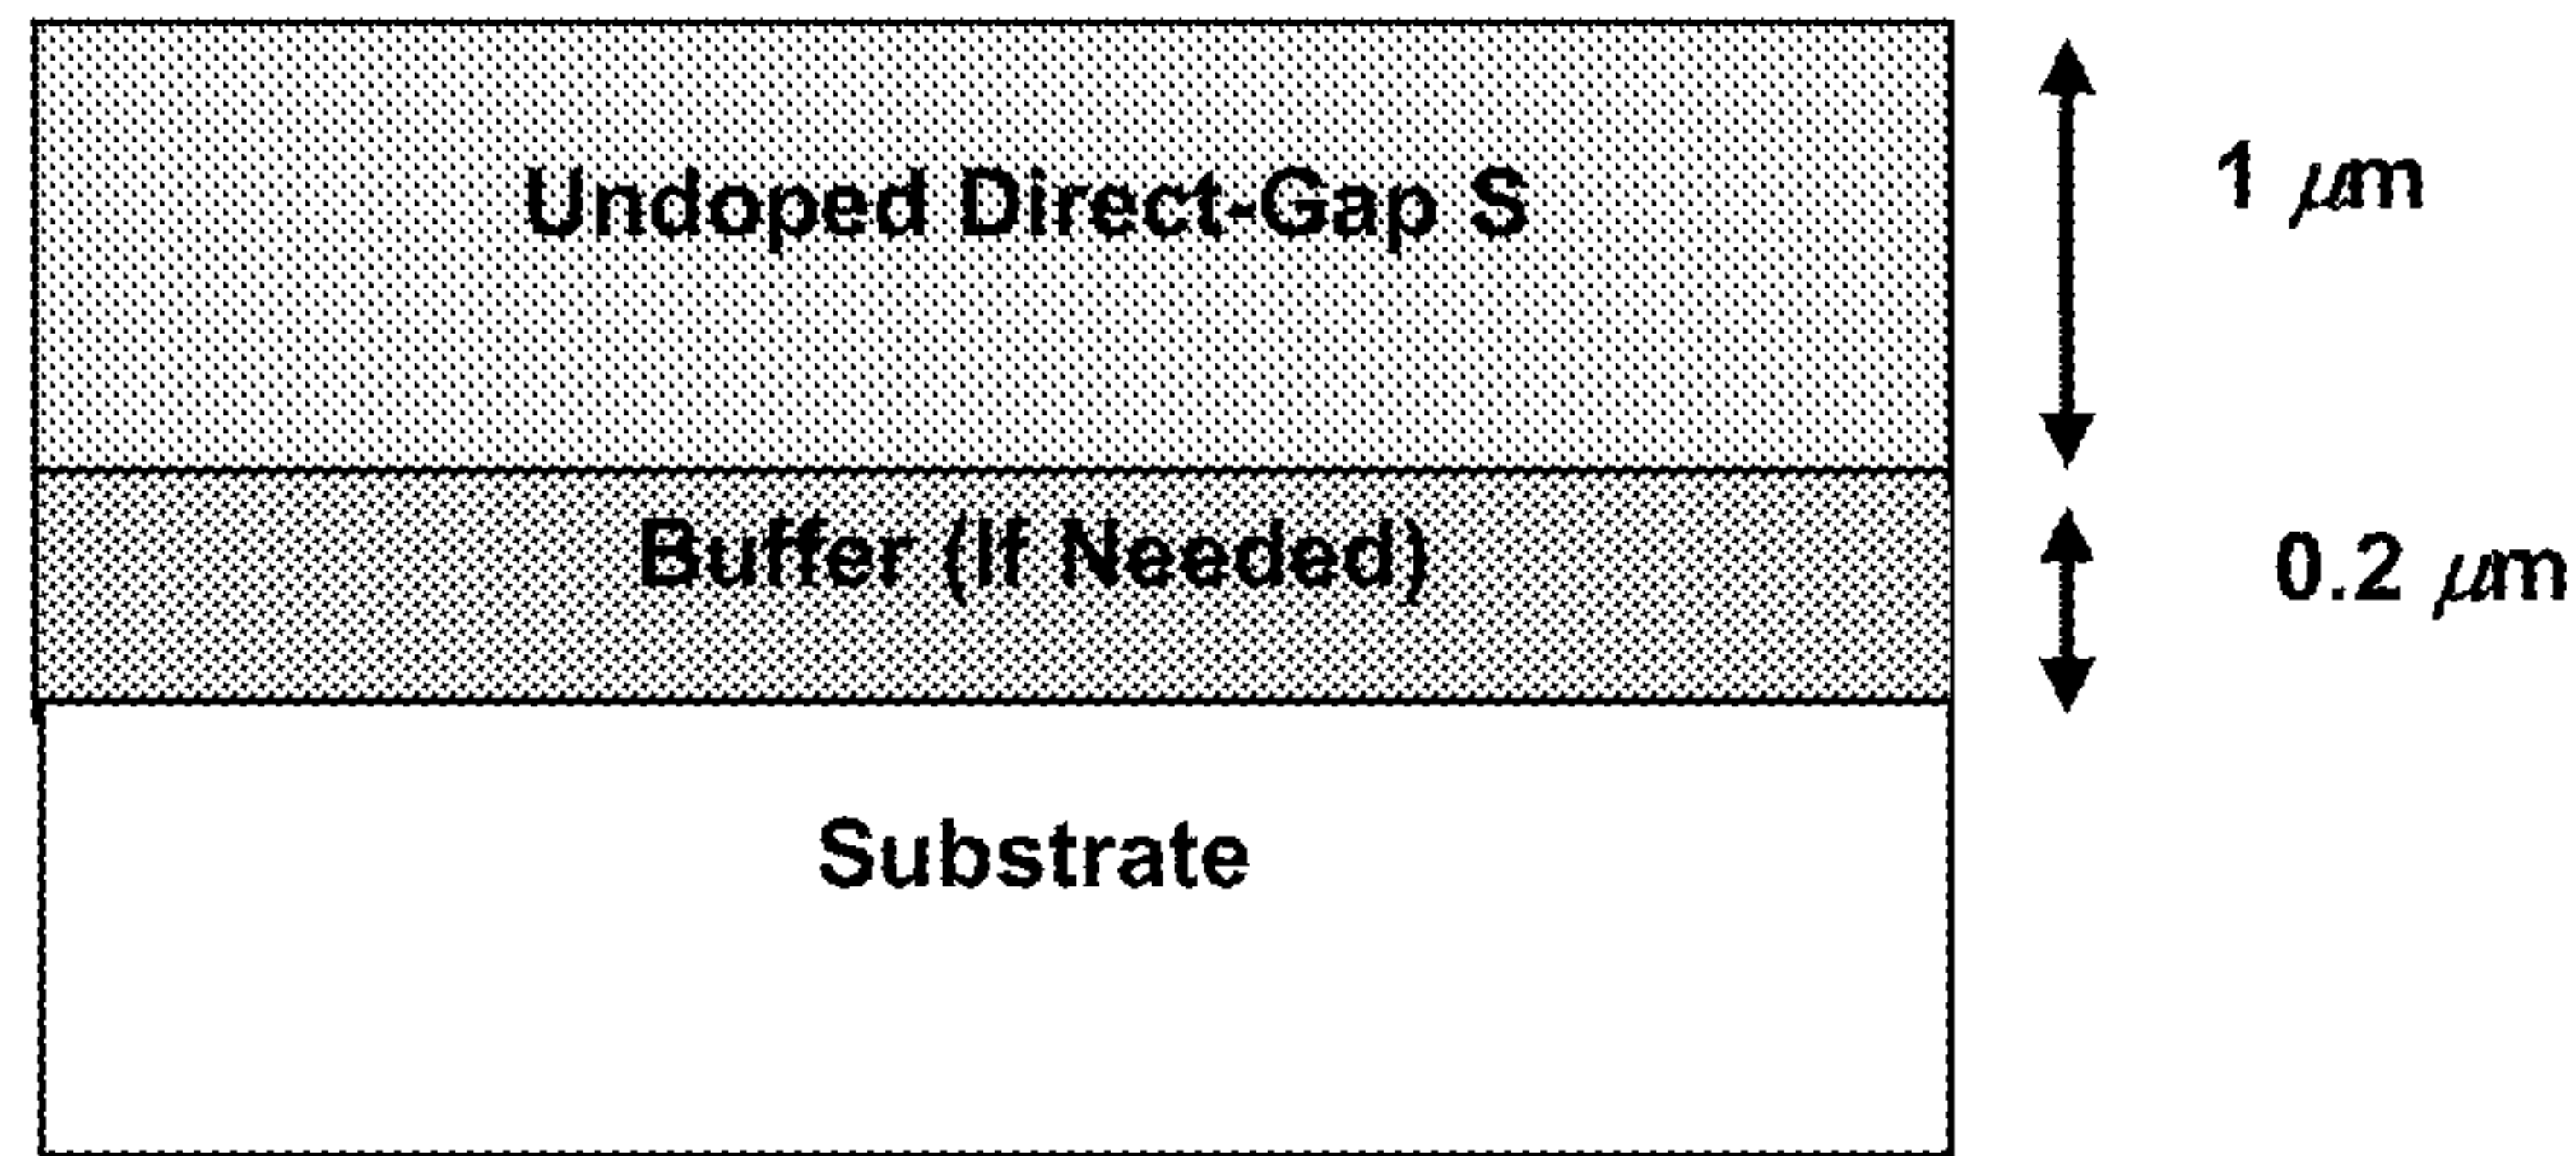 Undoped Direct-Gap S
1 μm
Buffer (If Needed)
0.2 μm
Substrate